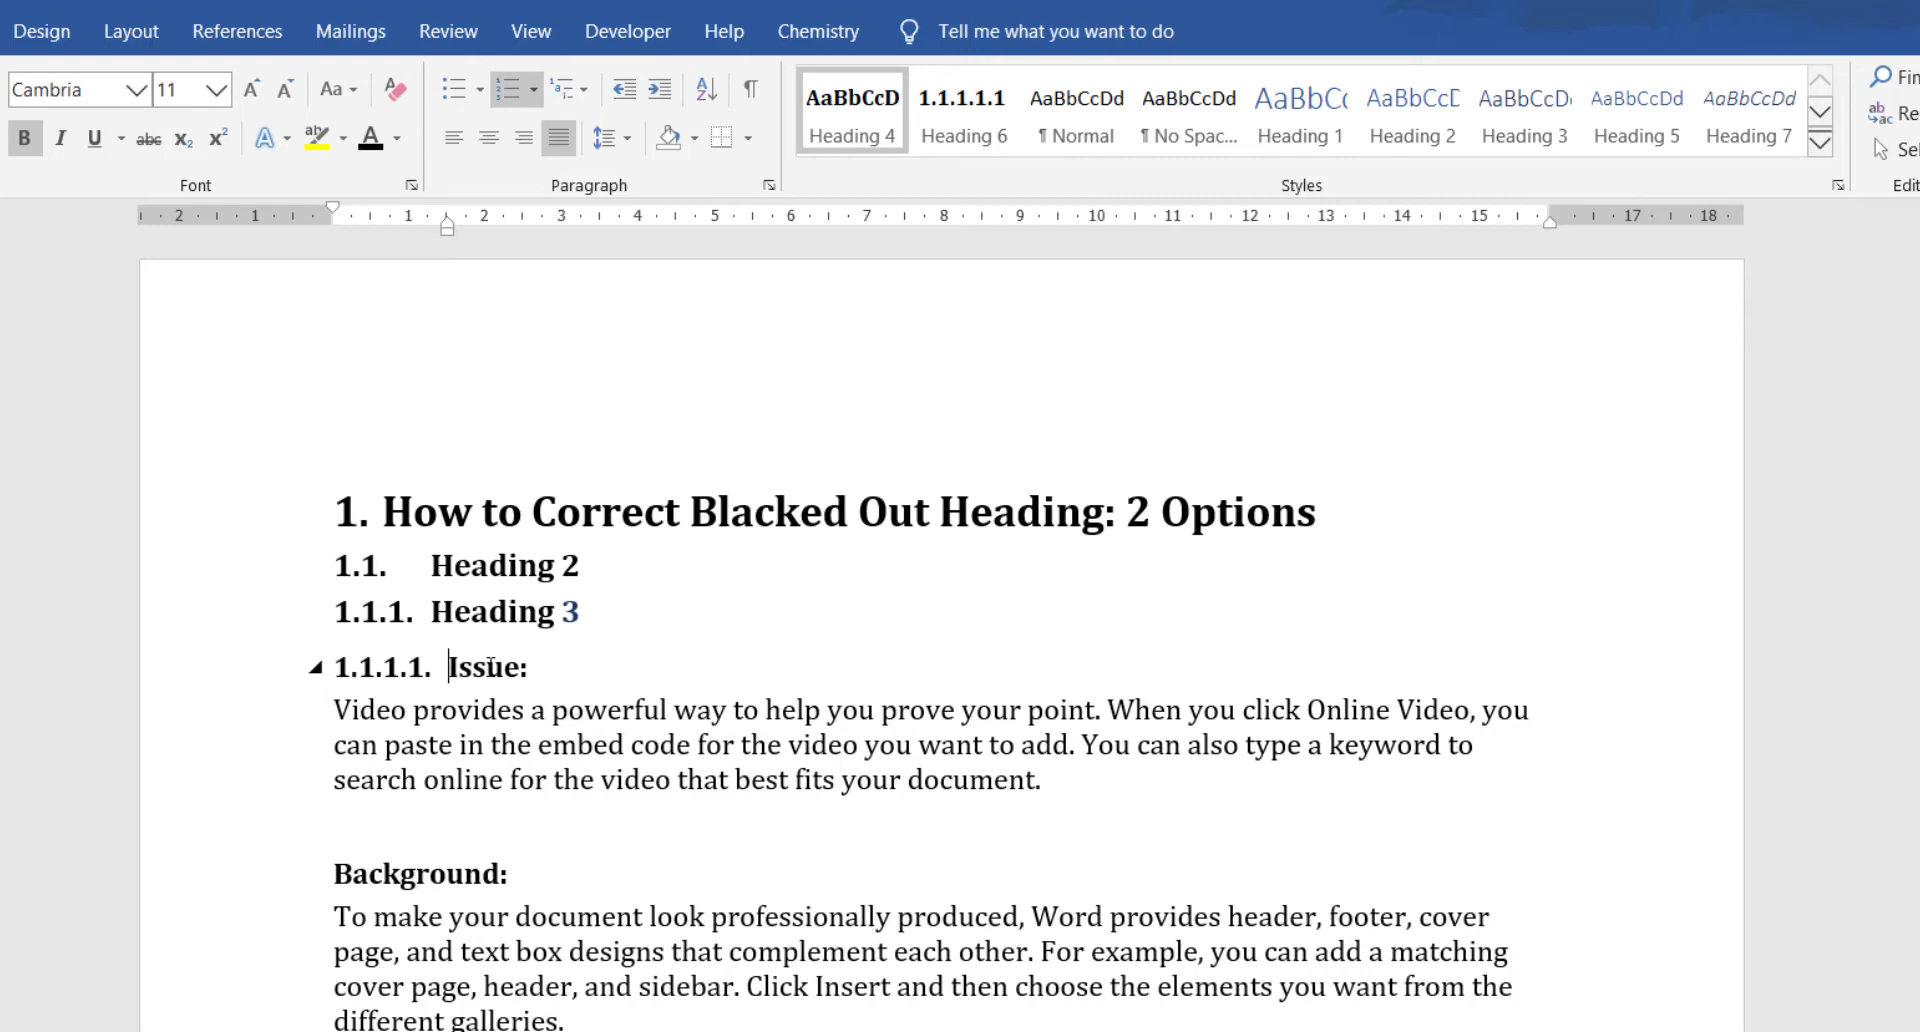 Design Layout References Mailings Review View Developer Help Chemistry Tell me what you want to do
Cambria 11 Aa
AaBbCcD 1.1.1.1.1 AaBbCcDd AaBbCcDd AaBbC AaBbCc AaBbCcD AaBbCcDd AaBbCcDd
Heading 4 Heading 6 ¶ Normal ¶ No Spac... Heading 1 Heading 2 Heading 3 Heading 5 Heading 7
B I U abc x₂ x² A ab A
Font Paragraph Styles
2 1 1 2 3 4 5 6 7 8 9 10 11 12 13 14 15 17 18
1. How to Correct Blacked Out Heading: 2 Options
1.1. Heading 2
1.1.1. Heading 3
1.1.1.1. Issue:
Video provides a powerful way to help you prove your point. When you click Online Video, you
can paste in the embed code for the video you want to add. You can also type a keyword to
search online for the video that best fits your document.
Background:
To make your document look professionally produced, Word provides header, footer, cover
page, and text box designs that complement each other. For example, you can add a matching
cover page, header, and sidebar. Click Insert and then choose the elements you want from the
different galleries.